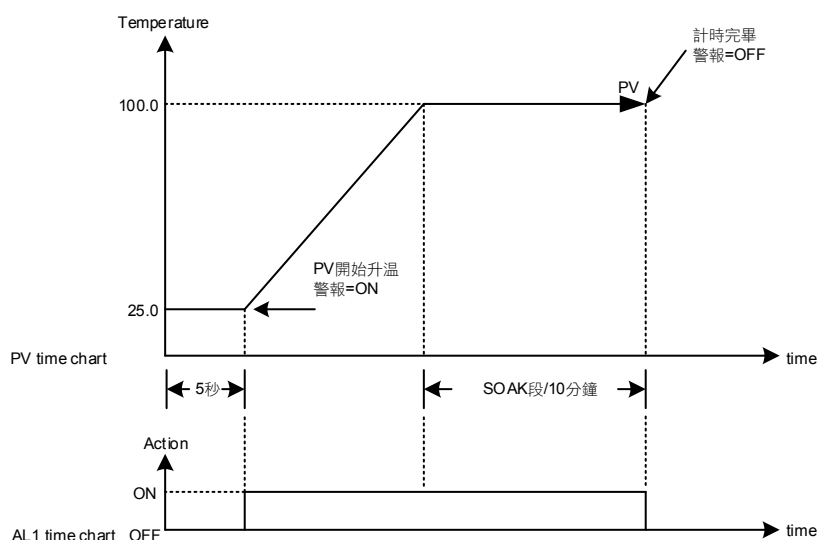 Temperature
計時完畢
警報=OFF
PV
100.0
PV開始升温
警報=ON
25.0
PV time chart
time
5秒
SOAK段/10分鐘
Action
ON
AL1 time chart
OFF
time